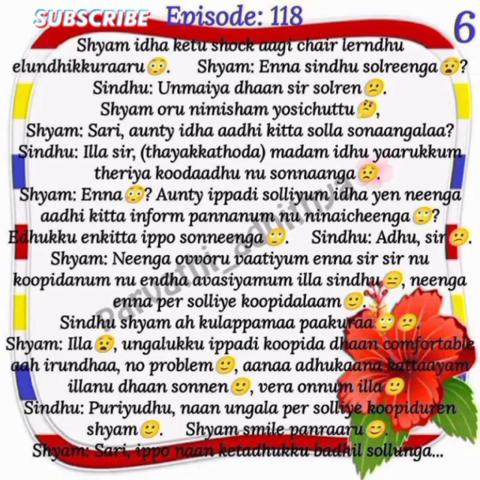 SUBSCRIBE Episode: 118 6
Shyam idha ketu shock aagi chair lerndhu
elundhikkuraaru😳. Shyam: Enna sindhu solreenga😧?
Sindhu: Unmaiya dhaan sir solren😕.
Shyam oru nimisham yosichuttu🤔,
Shyam: Sari, aunty idha aadhi kitta solla sonaangalaa?
Sindhu: Illa sir, (thayakkathoda) madam idhu yaarukkum
theriya koodaadhu nu sonnaanga😟.
Shyam: Enna😳? Aunty ippadi solliyum idha yen neenga
aadhi kitta inform pannanum nu ninaicheenga😳?
Edhukku enkitta ippo sonneenga🙄. Sindhu: Adhu, sir😕.
Shyam: Neenga ovvoru vaatiyum enna sir sir nu
koopidanum nu endha avasiyamum illa sindhu😑, neenga
enna per solliye koopidalaam🙂.
Sindhu shyam ah kulappamaa paakuraa🙄😕.
Shyam: Illa😧, ungalukku ippadi koopida dhaan comfortable
aah irundhaa, no problem🙂, aanaa adhukaana kattaayam
illanu dhaan sonnen🙂, vera onnum illa🙂
Sindhu: Puriyudhu, naan ungala per solliye koopiduren
shyam🙂. Shyam smile panraaru😊.
Shyam: Sari, ippo naan ketadhukku badhil sollunga...